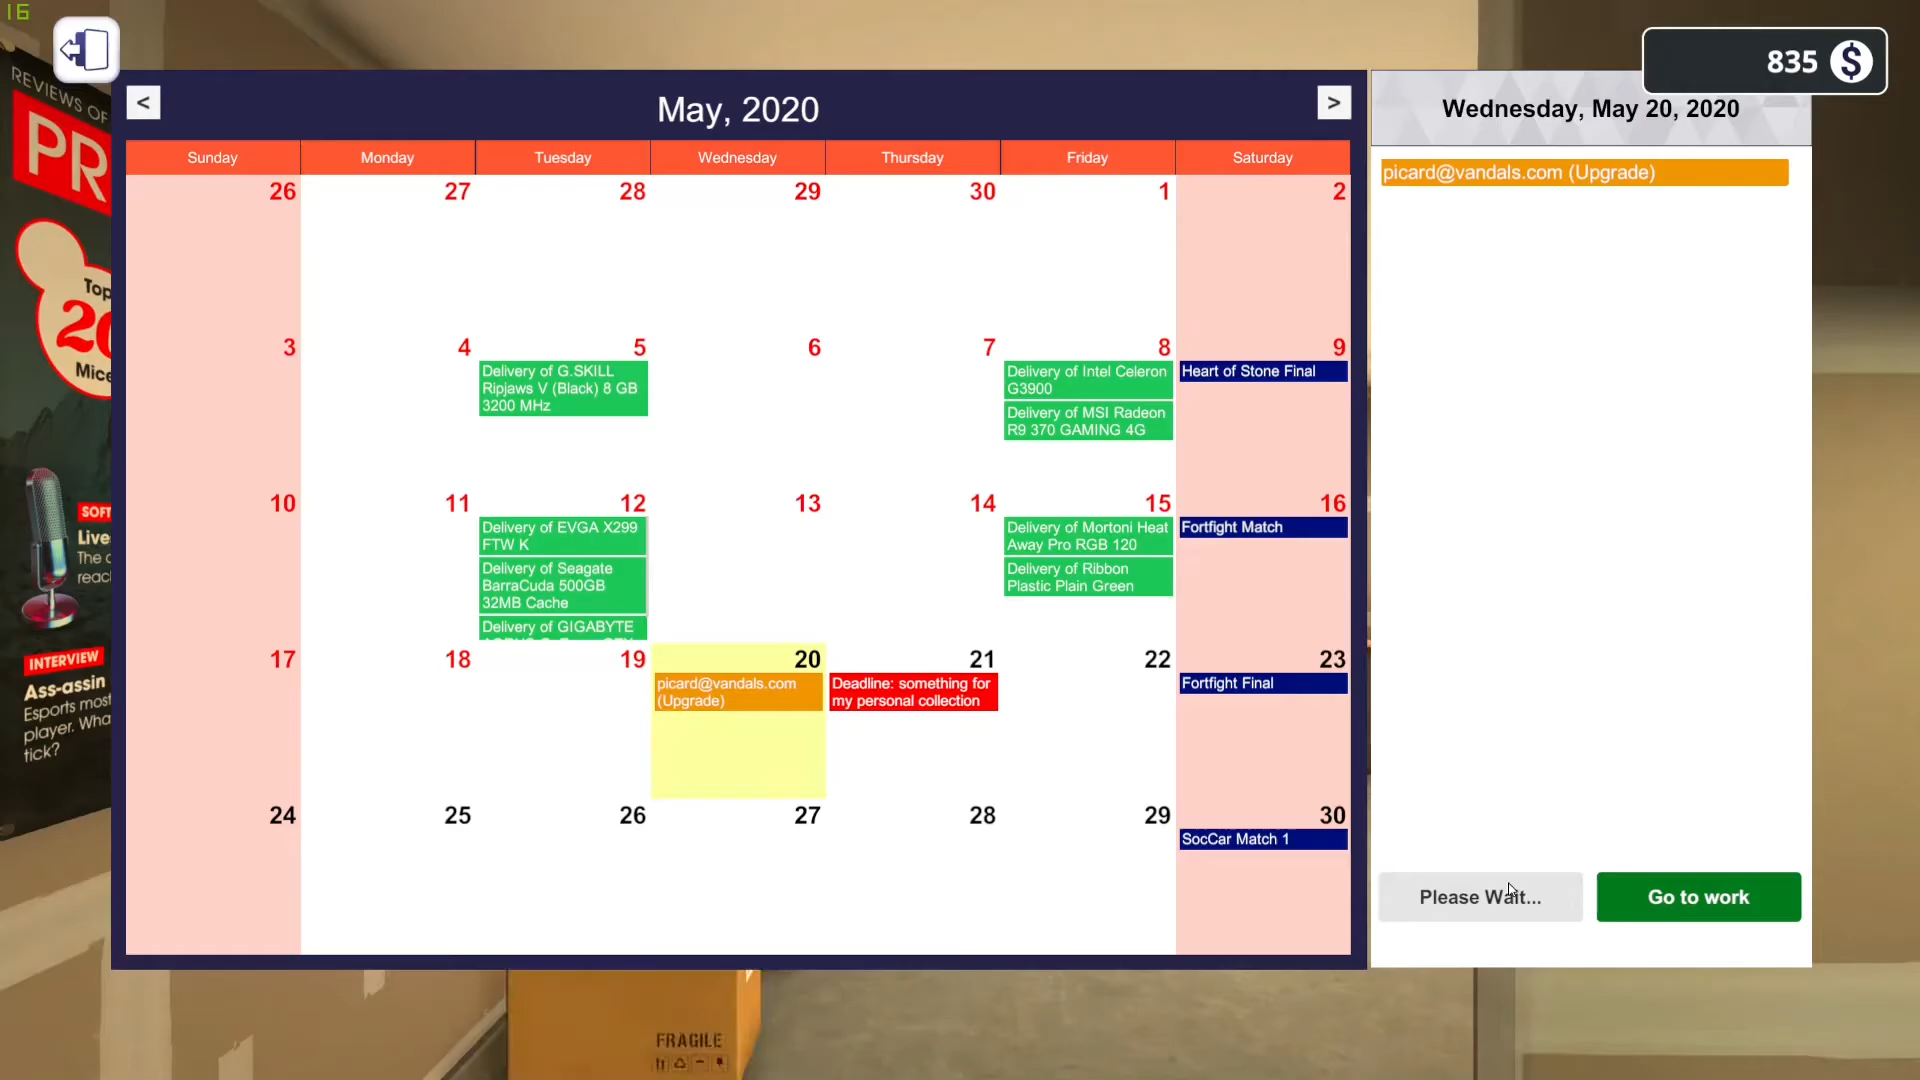 16
835 $
REVIEWS OF
PR
Top
20
Mice
SOFT
Live
The
reac
INTERVIEW
Ass-assin
Esports mos
player. Wha
tick?
<
May, 2020
>
Sunday Monday Tuesday Wednesday Thursday Friday Saturday
26 27 28 29 30 1 2
3 4 5 6 7 8 9
Delivery of G.SKILL
Ripjaws V (Black) 8 GB
3200 MHz
Delivery of Intel Celeron
G3900
Delivery of MSI Radeon
R9 370 GAMING 4G
Heart of Stone Final
10 11 12 13 14 15 16
Delivery of EVGA X299
FTW K
Delivery of Seagate
BarraCuda 500GB
32MB Cache
Delivery of GIGABYTE
Delivery of Mortoni Heat
Away Pro RGB 120
Delivery of Ribbon
Plastic Plain Green
Fortfight Match
17 18 19 20 21 22 23
picard@vandals.com
(Upgrade)
Deadline: something for
my personal collection
Fortfight Final
24 25 26 27 28 29 30
SocCar Match 1
Wednesday, May 20, 2020
picard@vandals.com (Upgrade)
Please Wait...
Go to work
FRAGILE